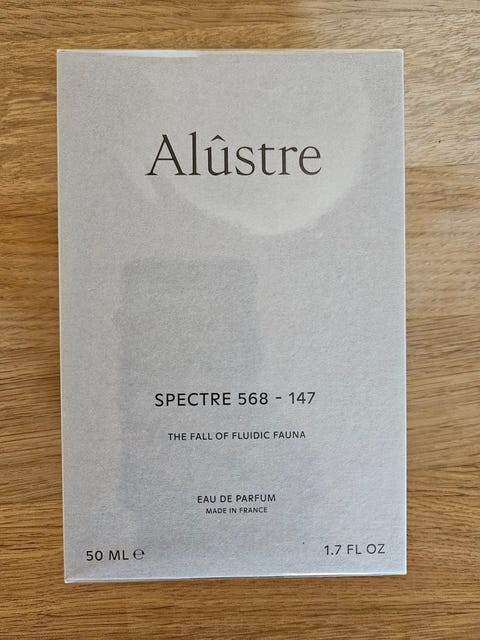 Alûstre
SPECTRE 568 - 147
THE FALL OF FLUIDIC FAUNA
EAU DE PARFUM
MADE IN FRANCE
50 ML ℮
1.7 FL OZ